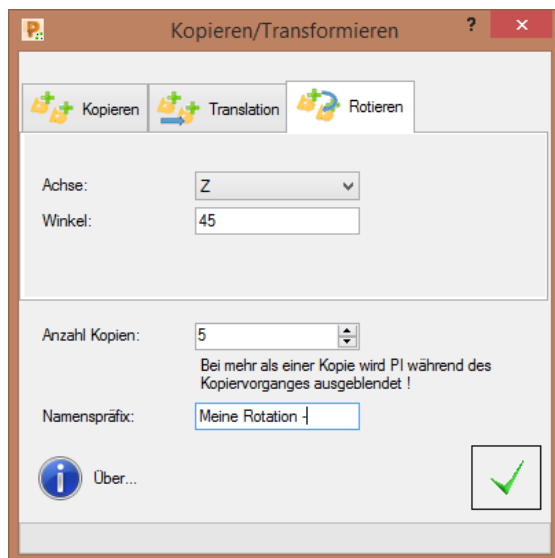 Kopieren/Transformieren
?
Kopieren
Translation
Rotieren
Achse: Z
Winkel: 45
Anzahl Kopien: 5
Bei mehr als einer Kopie wird PI während des
Kopiervorganges ausgeblendet !
Namenspräfix: Meine Rotation -
Über...